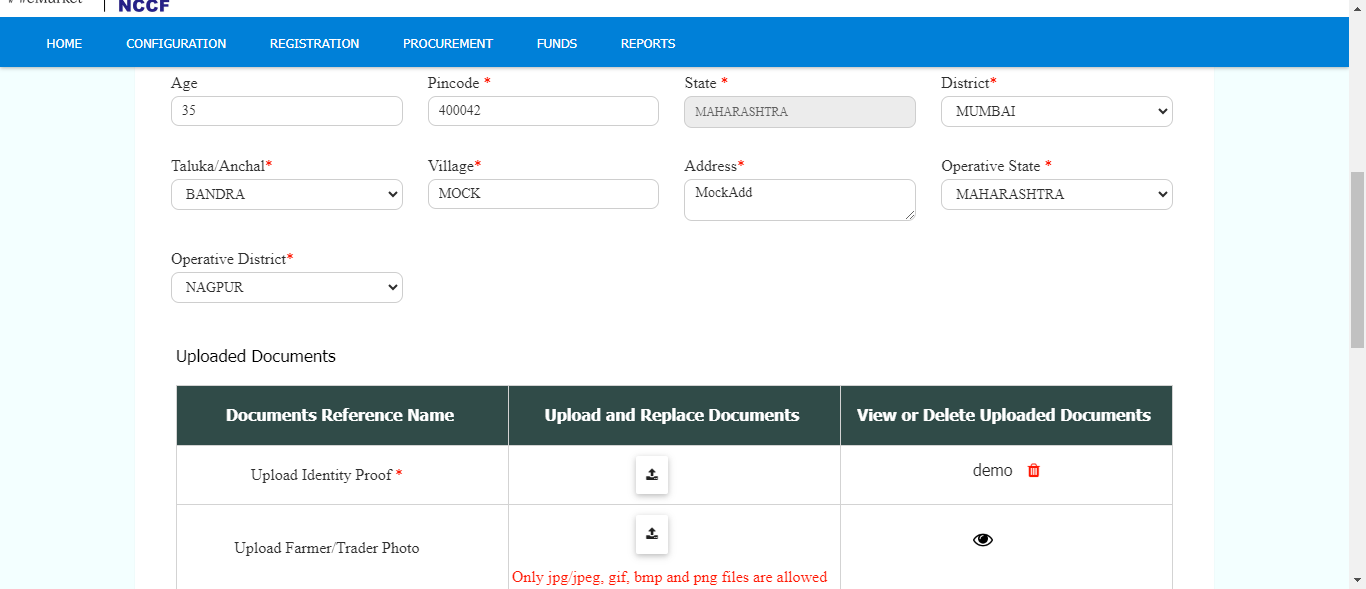 NCCF
HOME CONFIGURATION REGISTRATION PROCUREMENT FUNDS REPORTS
Age Pincode * State * District*
35 400042 MAHARASHTRA MUMBAI
Taluka/Anchal* Village* Address* Operative State *
BANDRA MOCK MockAdd MAHARASHTRA
Operative District*
NAGPUR
Uploaded Documents
Documents Reference Name Upload and Replace Documents View or Delete Uploaded Documents
Upload Identity Proof * demo
Upload Farmer/Trader Photo
Only jpg/jpeg, gif, bmp and png files are allowed